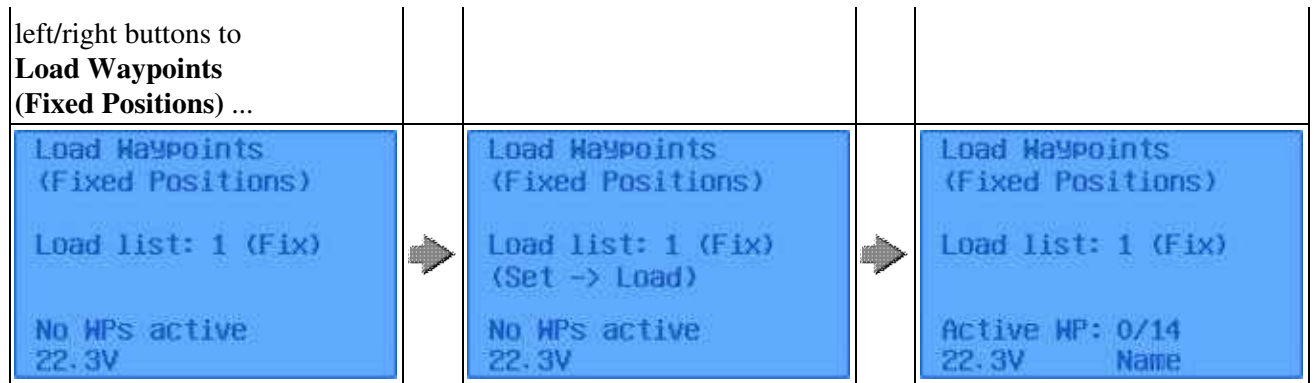 left/right buttons to
Load Waypoints
(Fixed Positions) ...
Load Waypoints
(Fixed Positions)
Load list: 1 (Fix)
No WPs active
22.3V
Load Waypoints
(Fixed Positions)
Load list: 1 (Fix)
(Set -> Load)
No WPs active
22.3V
Load Waypoints
(Fixed Positions)
Load list: 1 (Fix)
Active WP: 0/14
22.3V Name